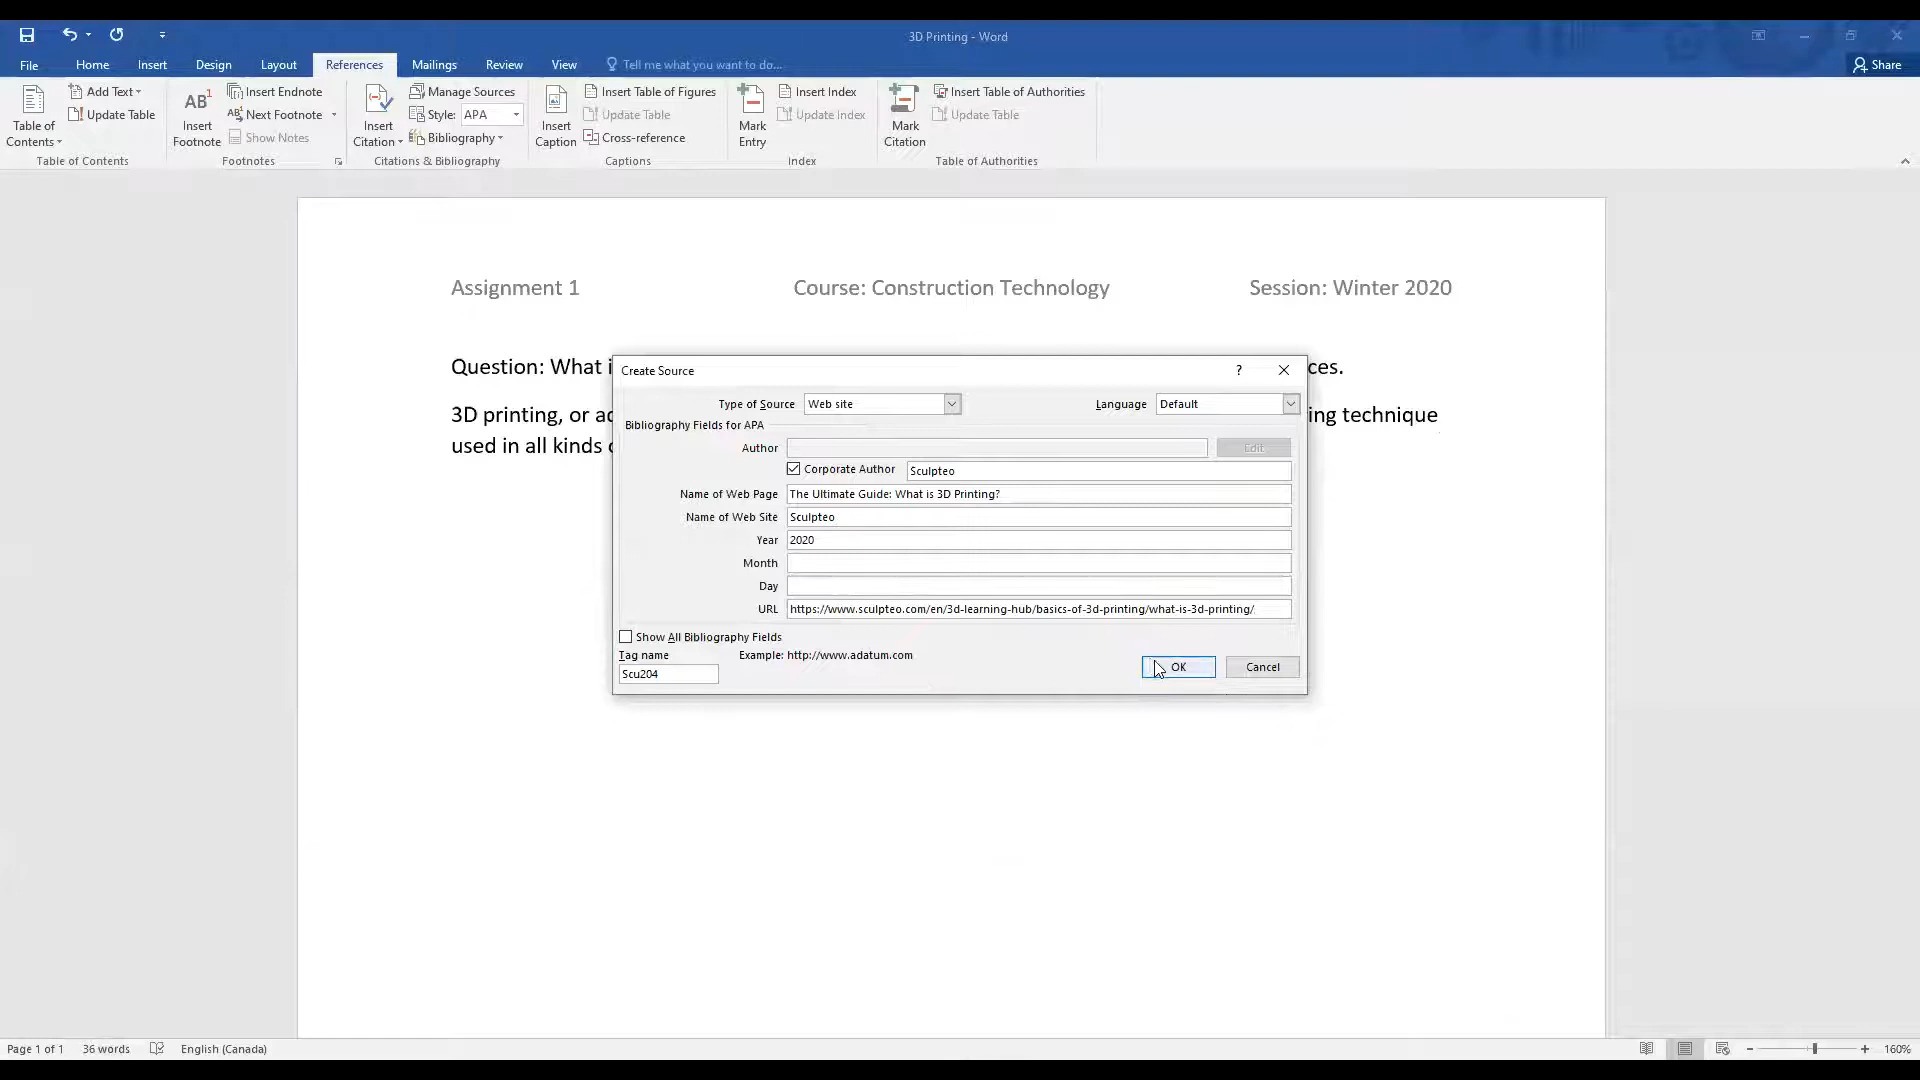 3D Printing - Word
File Home Insert Design Layout References Mailings Review View Tell me what you want to do... Share
Table of Contents
Add Text
Update Table
Table of Contents
AB1 Insert Footnote
Insert Endnote
AB1 Next Footnote
Show Notes
Footnotes
Insert Citation
Manage Sources
Style: APA
Bibliography
Citations & Bibliography
Insert Caption
Insert Table of Figures
Update Table
Cross-reference
Captions
Mark Entry
Insert Index
Update Index
Index
Mark Citation
Insert Table of Authorities
Update Table
Table of Authorities
Assignment 1 Course: Construction Technology Session: Winter 2020
Question: What i ces.
3D printing, or ad ing technique
used in all kinds
Create Source ?
Type of Source Web site Language Default
Bibliography Fields for APA
Author Edit
Corporate Author Sculpteo
Name of Web Page The Ultimate Guide: What is 3D Printing?
Name of Web Site Sculpteo
Year 2020
Month
Day
URL https://www.sculpteo.com/en/3d-learning-hub/basics-of-3d-printing/what-is-3d-printing/
Show All Bibliography Fields
Tag name Example: http://www.adatum.com
Scu204
OK Cancel
Page 1 of 1 36 words English (Canada) 160%